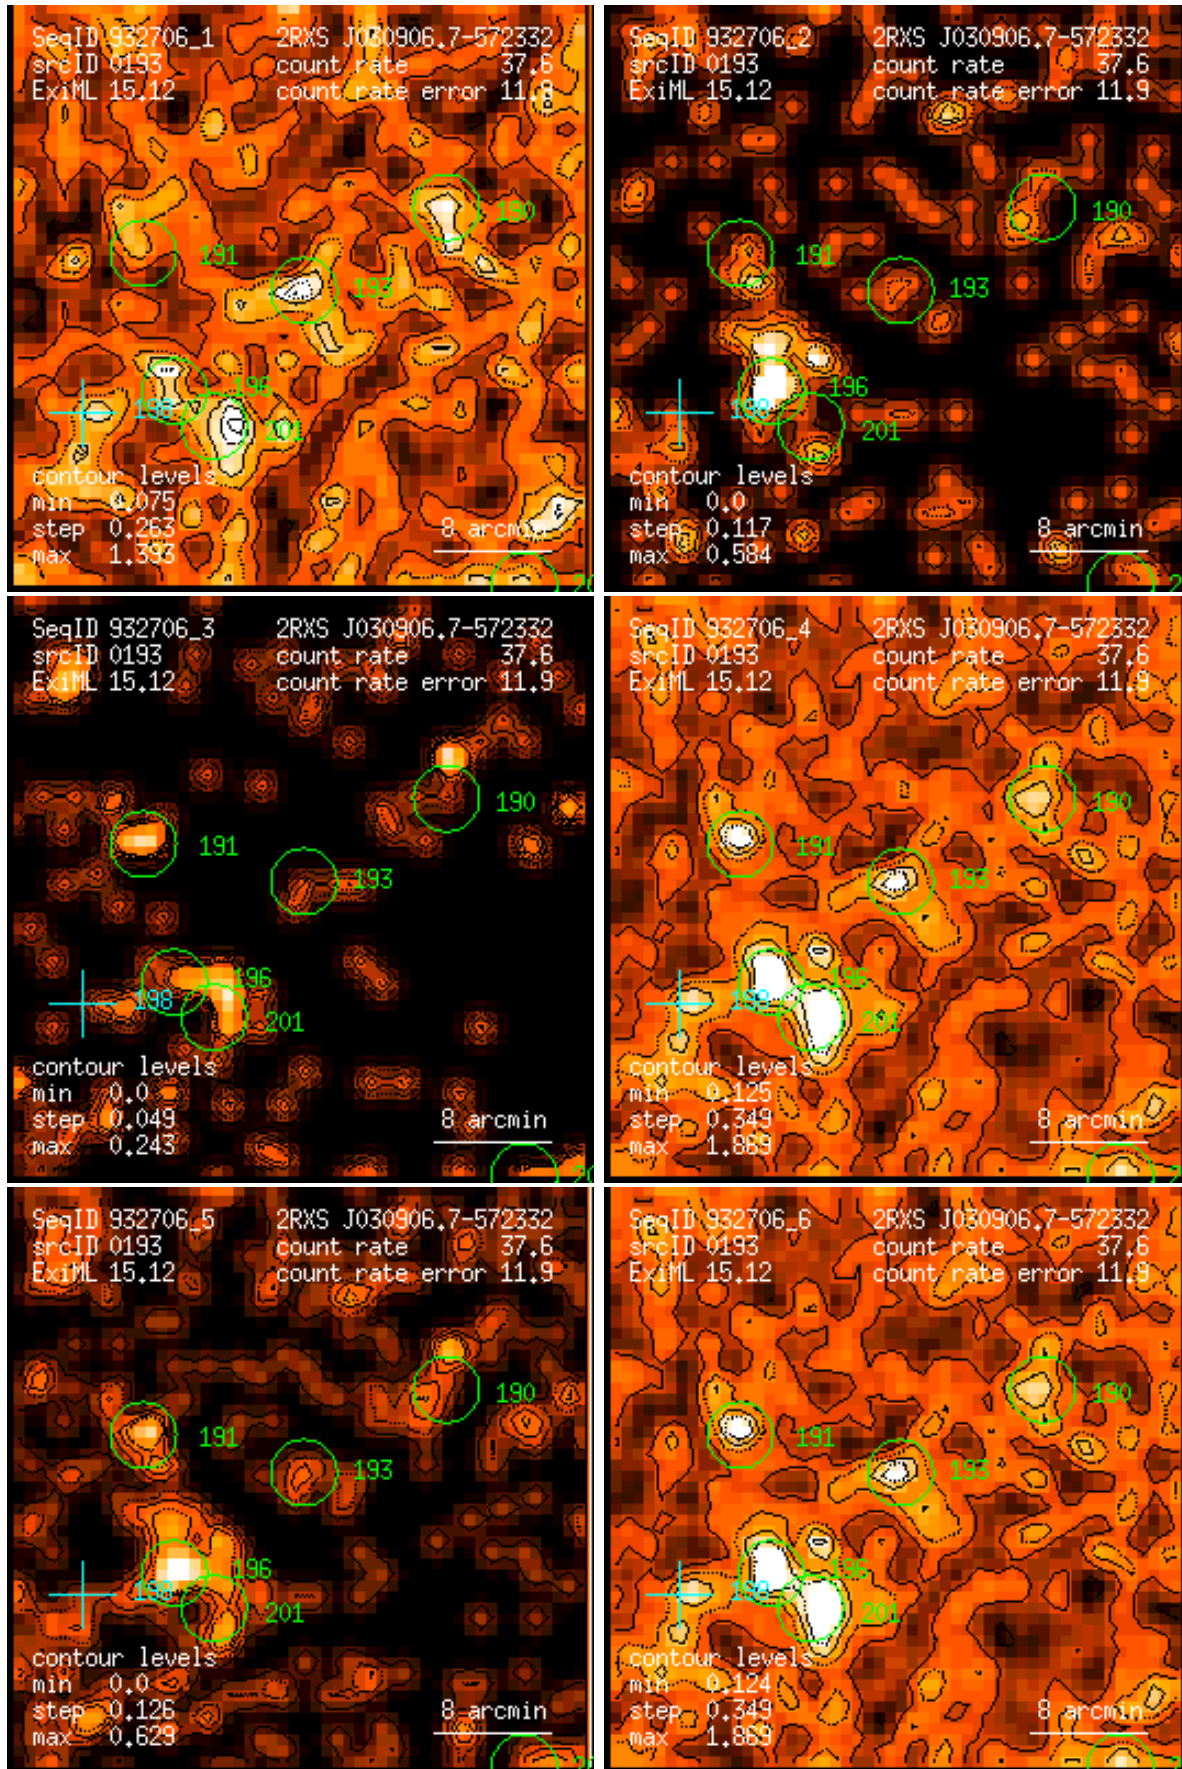 SeqID 932706_1 2RXS J030906.7-572332
srcID 0193 count rate 37.6
ExiML 15.12 count rate error 11.9
190
191
193
196
198
201
contour levels
min 0.075
step 0.263 8 arcmin
max 1.393
SeqID 932706_2 2RXS J030906.7-572332
srcID 0193 count rate 37.6
ExiML 15.12 count rate error 11.9
190
191
193
196
198
201
contour levels
min 0.0
step 0.117 8 arcmin
max 0.584
SeqID 932706_3 2RXS J030906.7-572332
srcID 0193 count rate 37.6
ExiML 15.12 count rate error 11.9
190
191
193
196
198
201
contour levels
min 0.0
step 0.049 8 arcmin
max 0.243
SeqID 932706_4 2RXS J030906.7-572332
srcID 0193 count rate 37.6
ExiML 15.12 count rate error 11.9
190
191
193
196
198
201
contour levels
min 0.125
step 0.349 8 arcmin
max 1.869
SeqID 932706_5 2RXS J030906.7-572332
srcID 0193 count rate 37.6
ExiML 15.12 count rate error 11.9
190
191
193
196
198
201
contour levels
min 0.0
step 0.126 8 arcmin
max 0.629
SeqID 932706_6 2RXS J030906.7-572332
srcID 0193 count rate 37.6
ExiML 15.12 count rate error 11.9
190
191
193
196
198
201
contour levels
min 0.124
step 0.349 8 arcmin
max 1.869